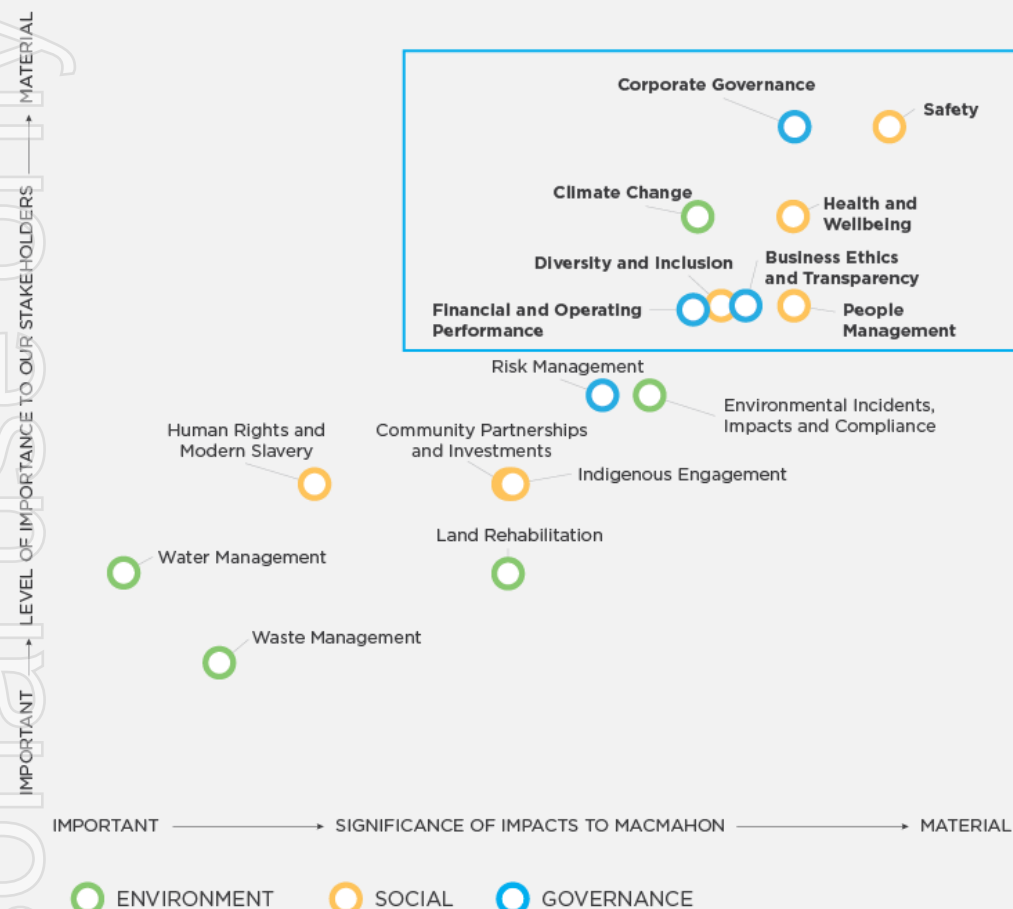 MATERIAL
LEVEL OF IMPORTANCE TO OUR STAKEHOLDERS
IMPORTANT
Corporate Governance
Safety
Climate Change
Health and
Wellbeing
Diversity and Inclusion
Business Ethics
and Transparency
Financial and Operating
Performance
People
Management
Risk Management
Environmental Incidents,
Impacts and Compliance
Human Rights and
Modern Slavery
Community Partnerships
and Investments
Indigenous Engagement
Land Rehabilitation
Water Management
Waste Management
IMPORTANT
SIGNIFICANCE OF IMPACTS TO MACMAHON
MATERIAL
ENVIRONMENT
SOCIAL
GOVERNANCE